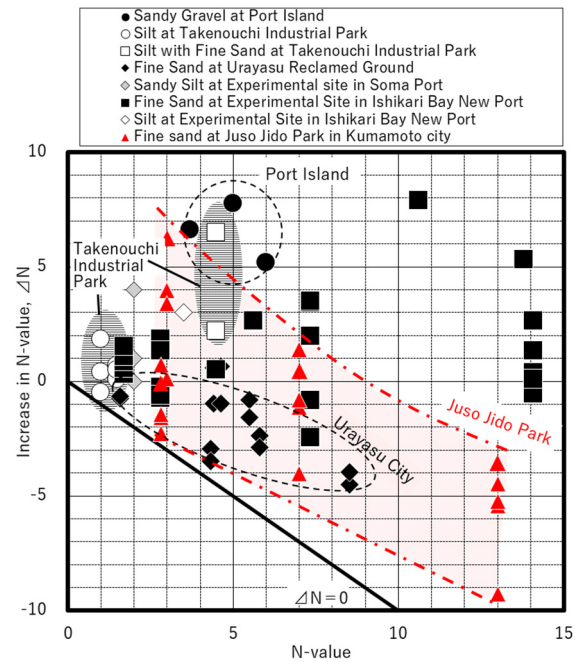 Sandy Gravel at Port Island
Silt at Takenouchi Industrial Park
Silt with Fine Sand at Takenouchi Industrial Park
Fine Sand at Urayasu Reclaimed Ground
Sandy Silt at Experimental site in Soma Port
Fine Sand at Experimental Site in Ishikari Bay New Port
Silt at Experimental Site in Ishikari Bay New Port
Fine sand at Juso Jido Park in Kumamoto city
10
5
0
-5
-10
Increase in N-value, ⊿N
Port Island
Takenouchi
Industrial
Park
Juso Jido Park
Urayasu City
⊿N=0
0
5
10
15
N-value